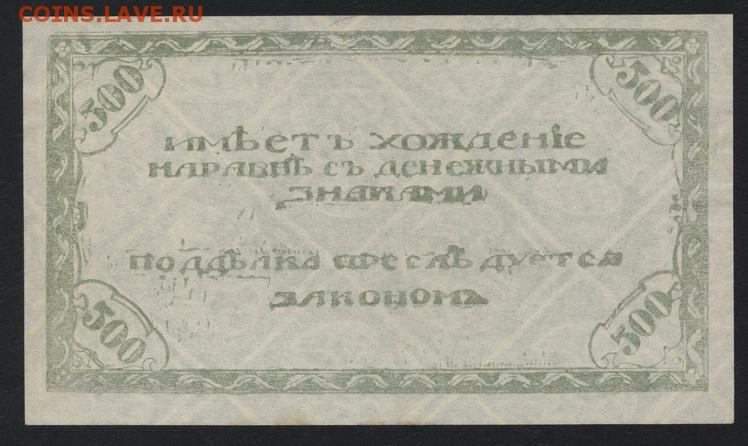 COINS.LAVE.RU
500 500
ИМѢЕТЪ ХОЖДЕНІЕ
НАРАВНѢ СЪ ДЕНЕЖНЫМИ
ЗНАКАМИ
ПОДДѢЛКА ПРЕСЛѢДУЕТСЯ
ЗАКОНОМЪ
500 500